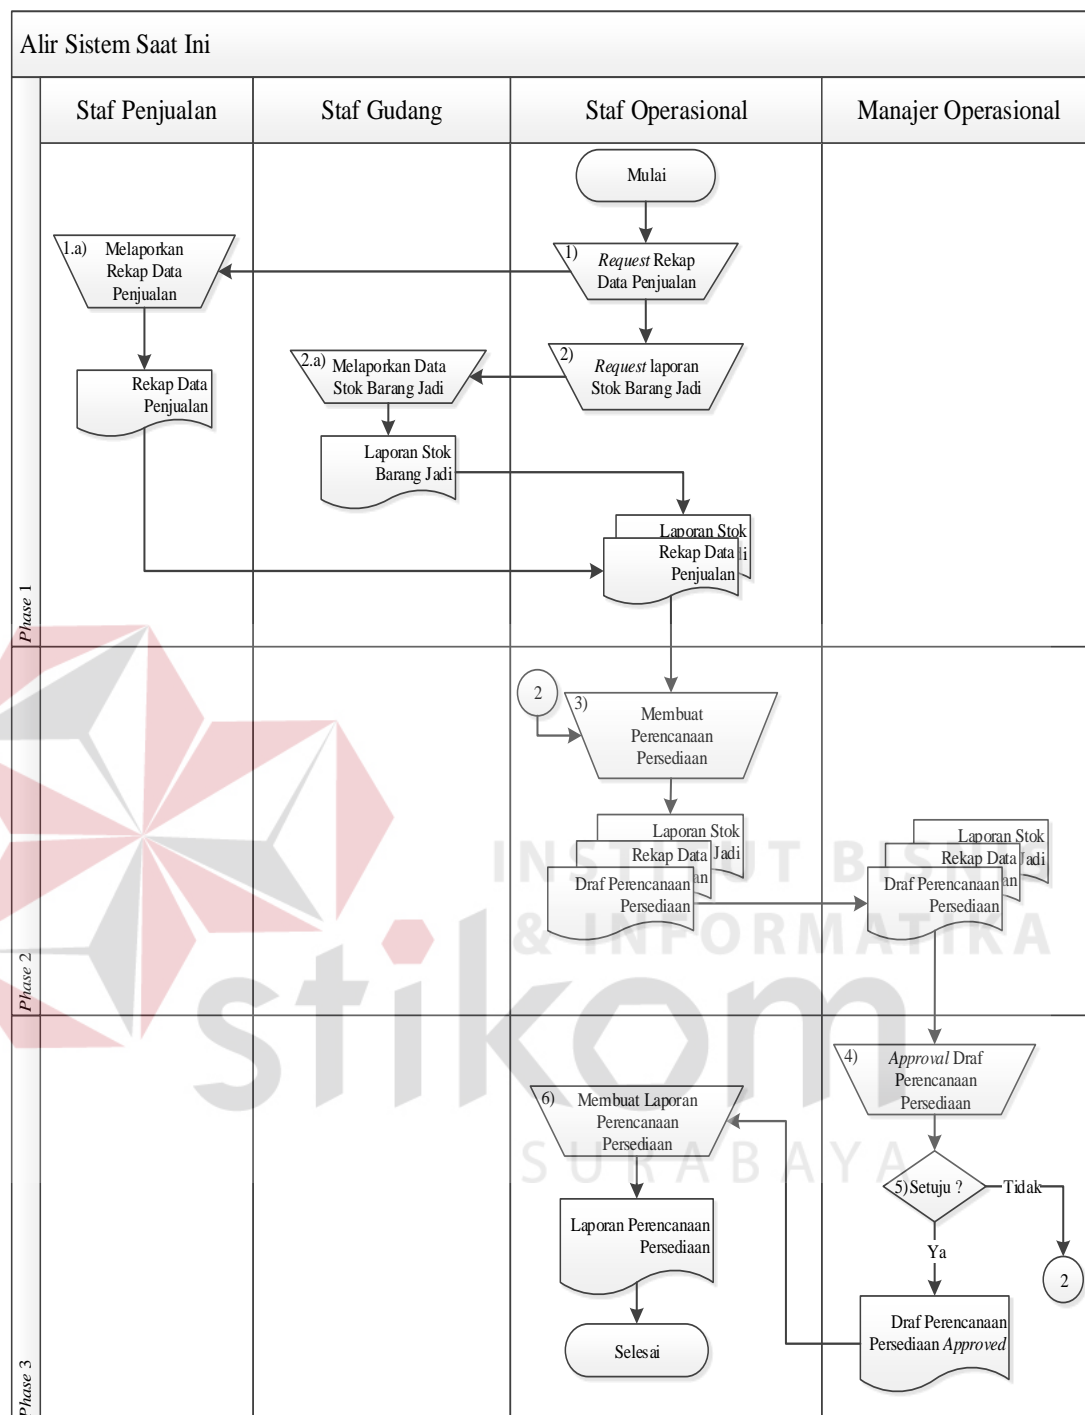 Alir Sistem Saat Ini
Staf Penjualan
Staf Gudang
Staf Operasional
Manajer Operasional
Phase 1
Mulai
1)
Request Rekap
Data Penjualan
1.a)
Melaporkan
Rekap Data
Penjualan
2)
Request laporan
Stok Barang Jadi
2.a)
Melaporkan Data
Stok Barang Jadi
Rekap Data
Penjualan
Laporan Stok
Barang Jadi
Laporan Stok
Rekap Data
Penjualan
Phase 2
2
3)
Membuat
Perencanaan
Persediaan
Laporan Stok
Jadi
Rekap Data
Draf Perencanaan
Persediaan
Laporan Stok
Jadi
Rekap Data
Draf Perencanaan
Persediaan
INSTITUT BISNIS
& INFORMATIKA
stikom
SURABAYA
Phase 3
4)
Approval Draf
Perencanaan
Persediaan
5)Setuju ?
Tidak
2
Ya
Draf Perencanaan
Persediaan Approved
6)
Membuat Laporan
Perencanaan
Persediaan
Laporan Perencanaan
Persediaan
Selesai